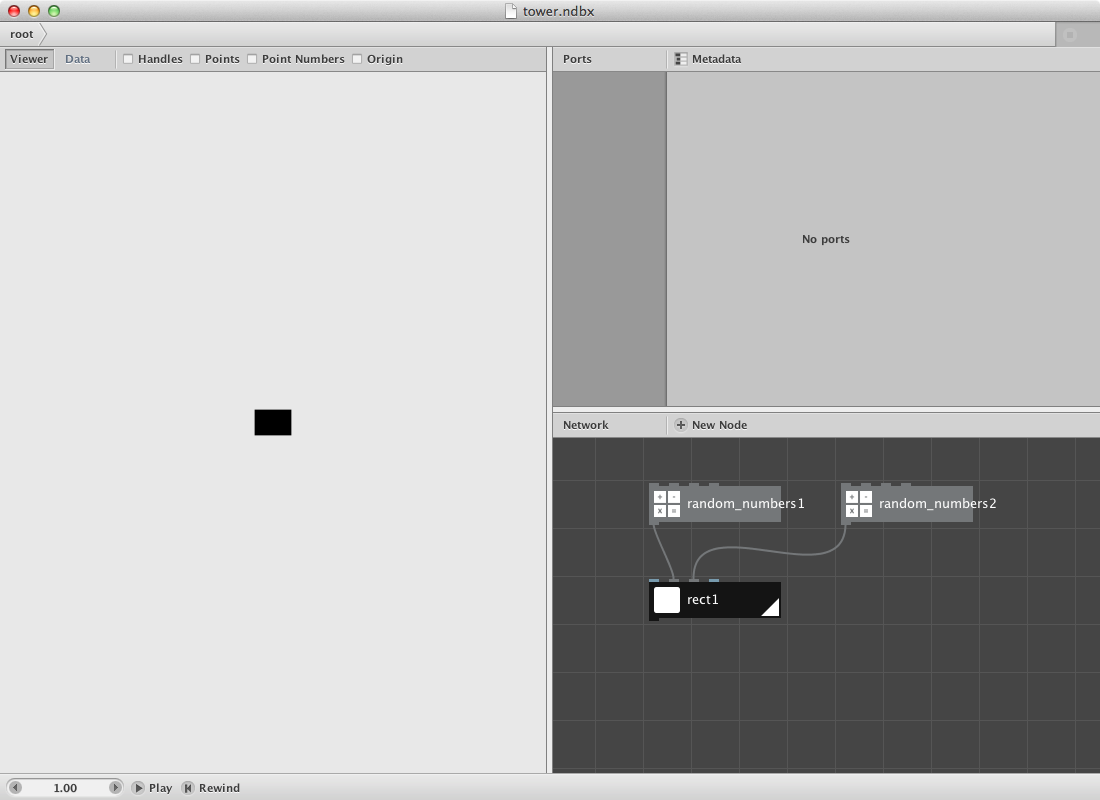 tower.ndbx
root
Viewer Data Handles Points Point Numbers Origin
Ports Metadata
No ports
Network New Node
random_numbers1 random_numbers2
rect1
1.00 Play Rewind